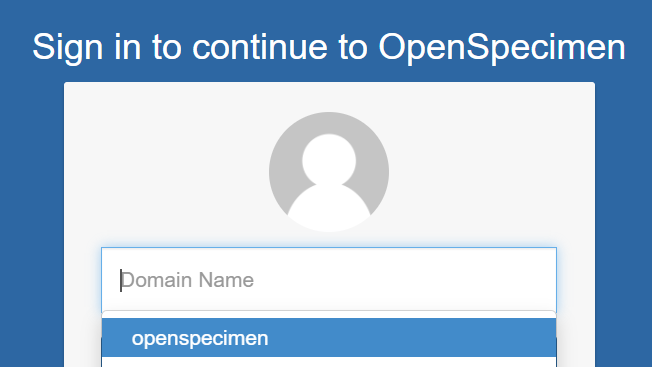 Sign in to continue to OpenSpecimen
Domain Name
openspecimen